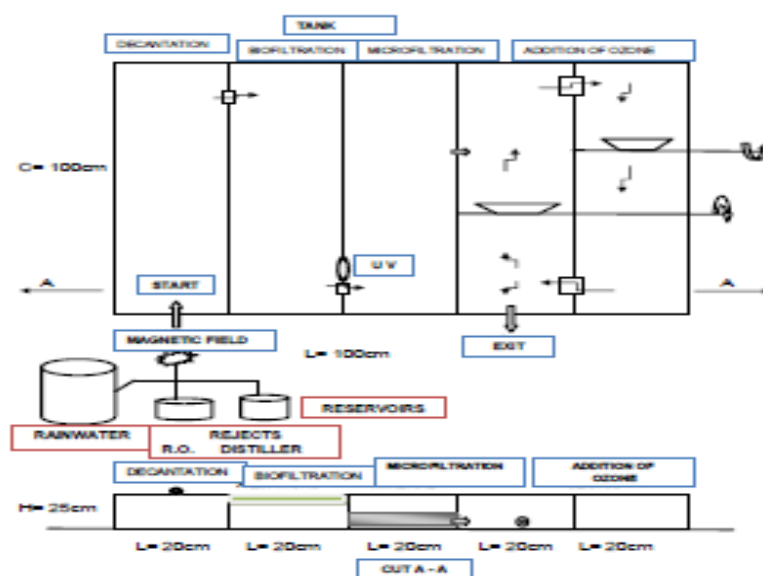 TANK
DECANTATION
BIOFILTRATION
MICROFILTRATION
ADDITION OF OZONE
C= 100cm
UV
A
START
A
MAGNETIC FIELD
L= 100cm
EXIT
RESERVOIRS
RAINWATER
REJECTS
R.O. DISTILLER
DECANTATION
BIOFILTRATION
MICROFILTRATION
ADDITION OF
OZONE
H= 25cm
L= 20cm L= 20cm L= 20cm L= 20cm L= 20cm
CUT A - A